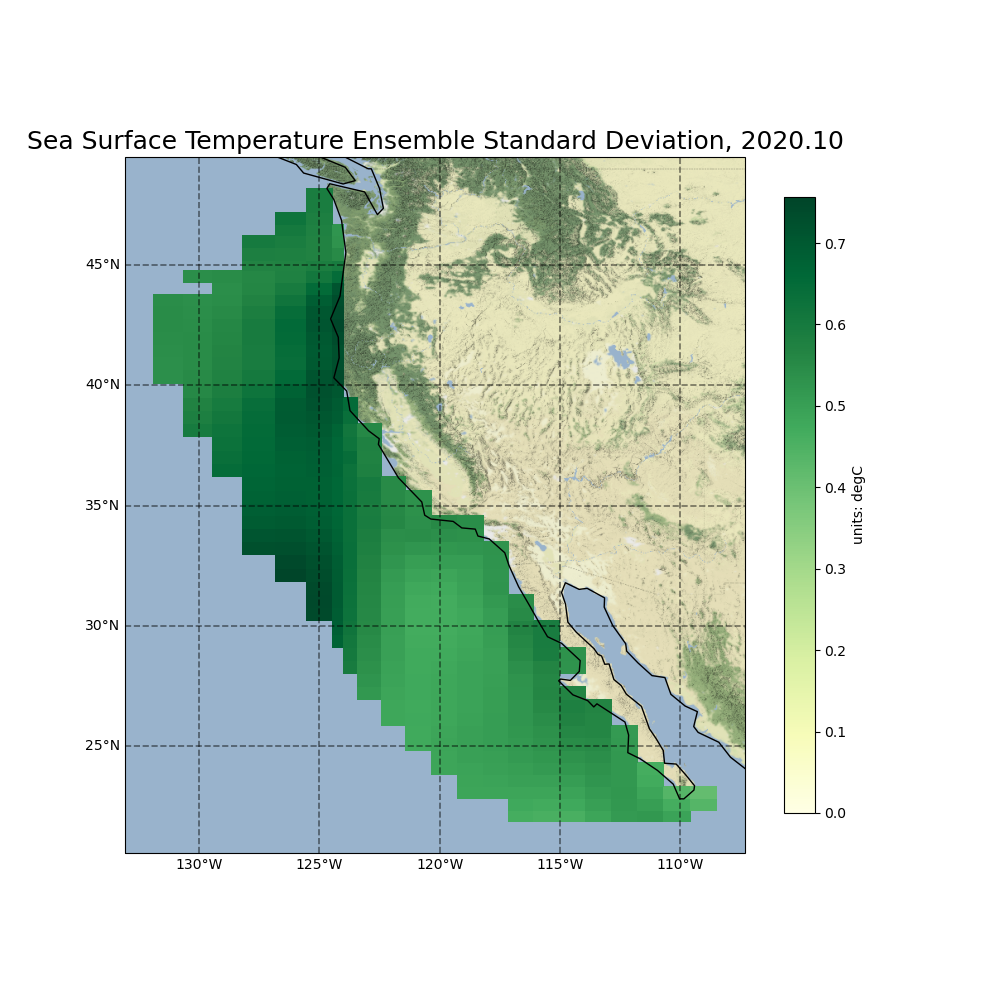 Sea Surface Temperature Ensemble Standard Deviation, 2020.10
45°N
40°N
35°N
30°N
25°N
130°W
125°W
120°W
115°W
110°W
0.7
0.6
0.5
0.4
0.3
0.2
0.1
0.0
units: degC